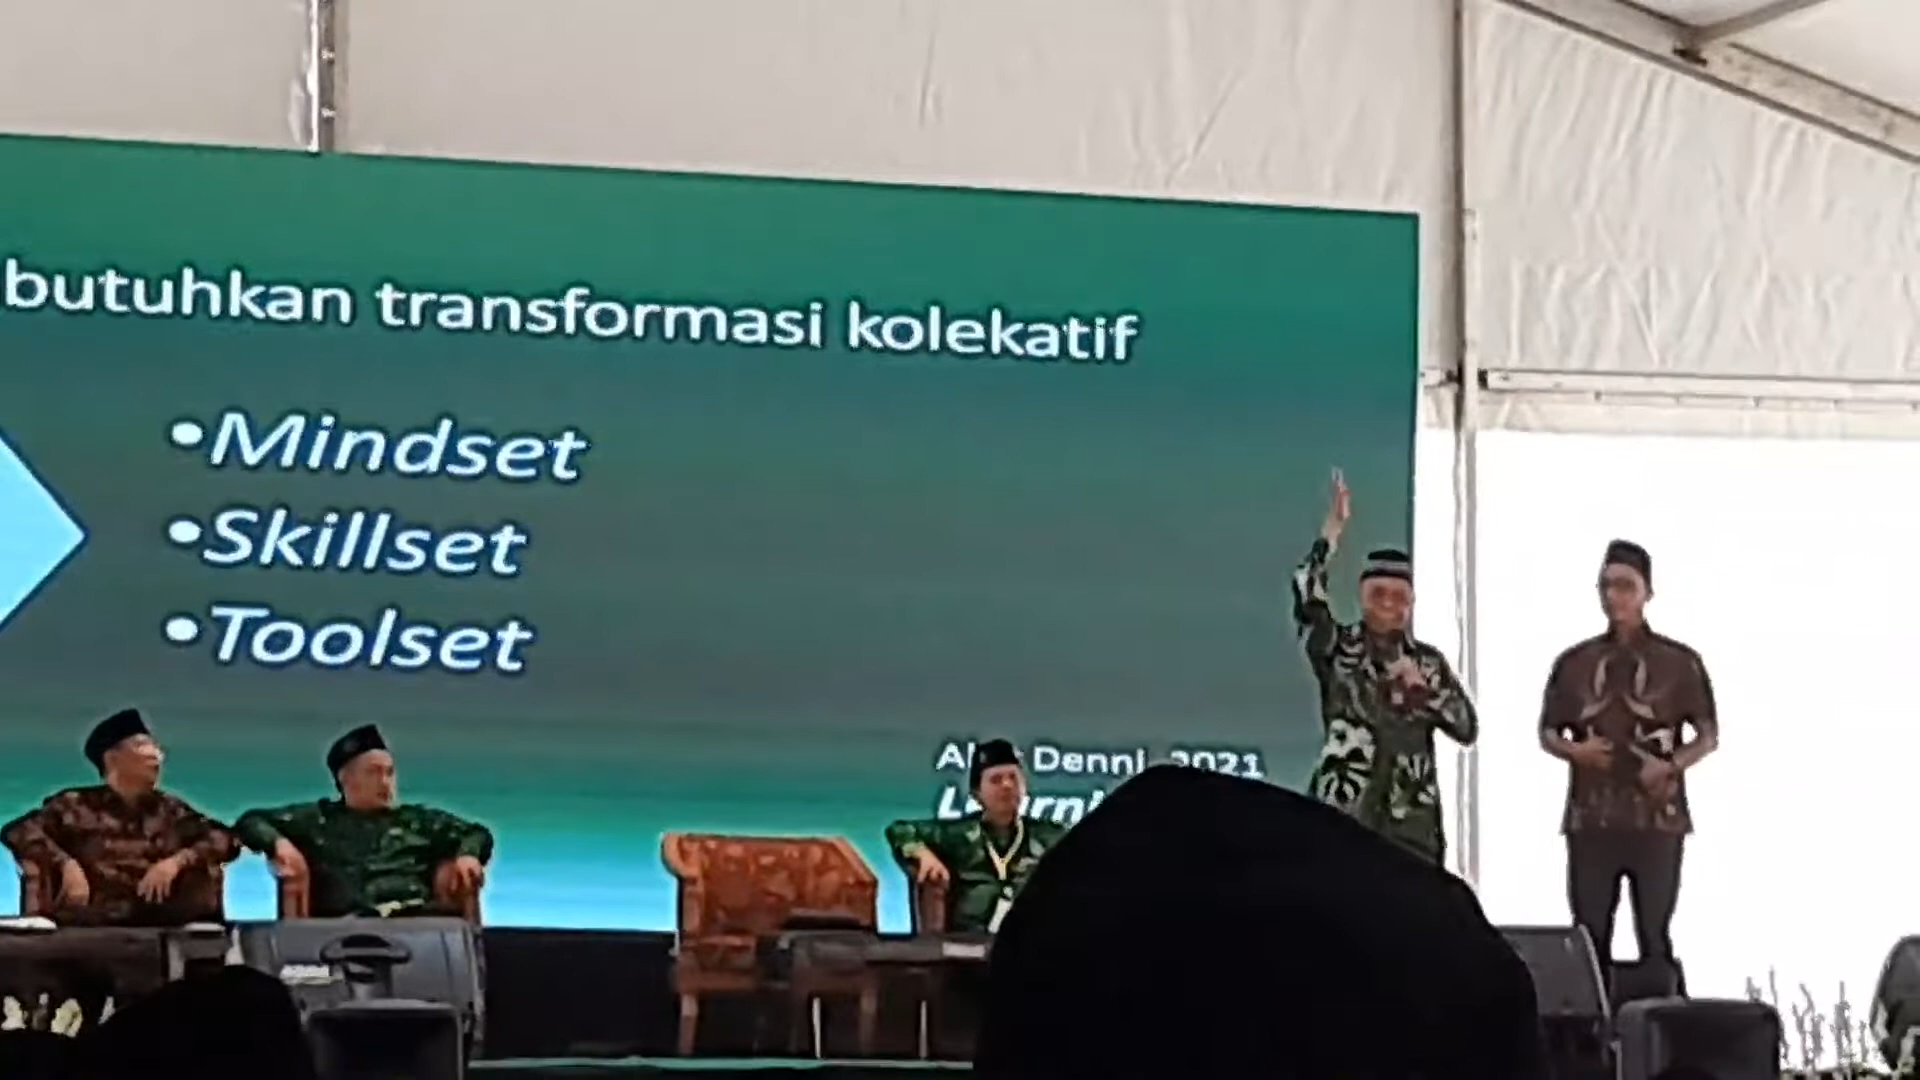 butuhkan transformasi kolekatif
•Mindset
•Skillset
•Toolset
Denni, 2021